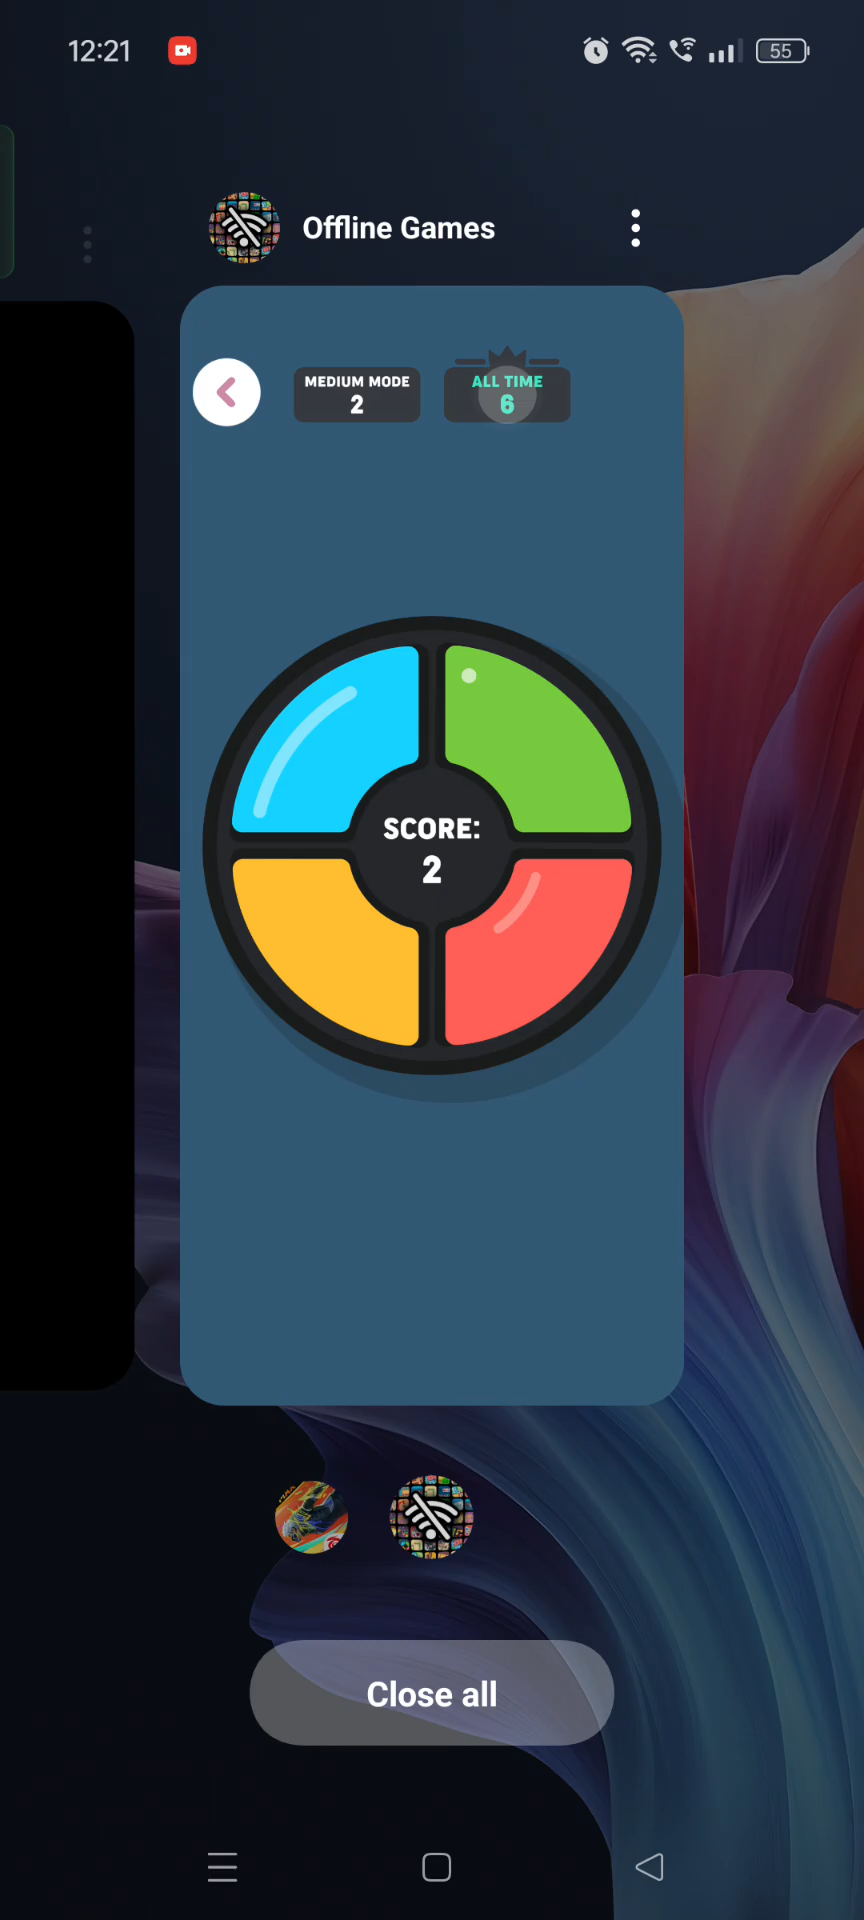 12:21
55
Offline Games
MEDIUM MODE
2
ALL TIME
6
SCORE:
2
Close all